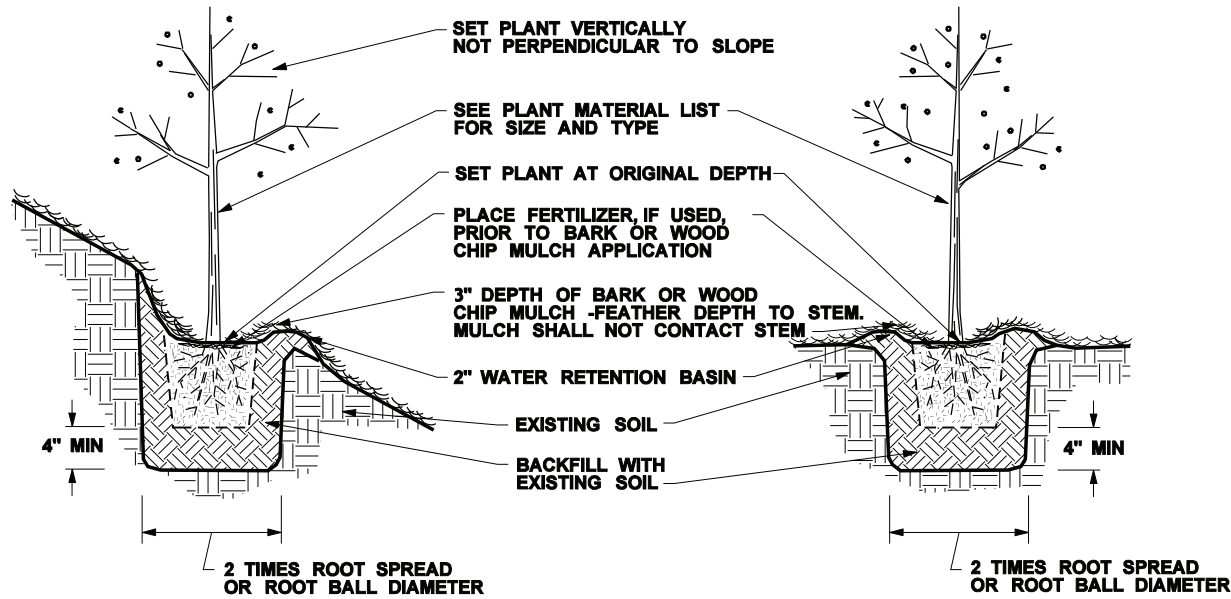 SET PLANT VERTICALLY
NOT PERPENDICULAR TO SLOPE
SEE PLANT MATERIAL LIST
FOR SIZE AND TYPE
SET PLANT AT ORIGINAL DEPTH
PLACE FERTILIZER, IF USED,
PRIOR TO BARK OR WOOD
CHIP MULCH APPLICATION
3" DEPTH OF BARK OR WOOD
CHIP MULCH -FEATHER DEPTH TO STEM.
MULCH SHALL NOT CONTACT STEM
2" WATER RETENTION BASIN
EXISTING SOIL
4" MIN
4" MIN
BACKFILL WITH
EXISTING SOIL
2 TIMES ROOT SPREAD
OR ROOT BALL DIAMETER
2 TIMES ROOT SPREAD
OR ROOT BALL DIAMETER